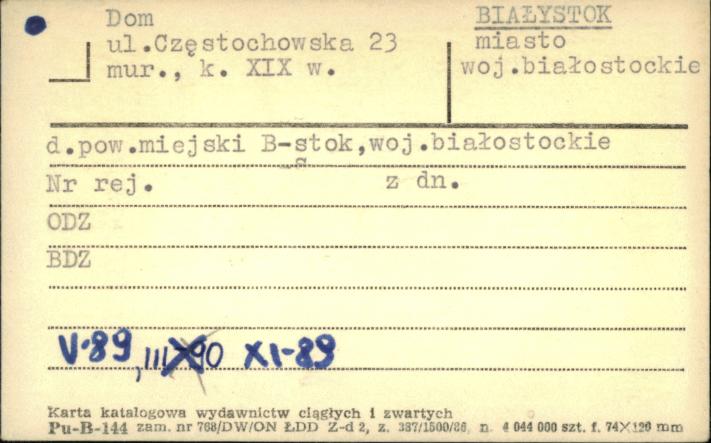 Dom
ul.Częstochowska 23
mur., k. XIX w.
BIAŁYSTOK
miasto
woj.białostockie
d.pow.miejski B-stok,woj.białostockie
s
Nr rej. z dn.
ODZ
BDZ
V-89, III-90 XI-89
Karta katalogowa wydawnictw ciągłych i zwartych
Pu-B-144 zam. nr 768/DW/ON ŁDD Z-d 2, z. 387/1500/86 n. 4 044 000 szt. f. 74×120 mm